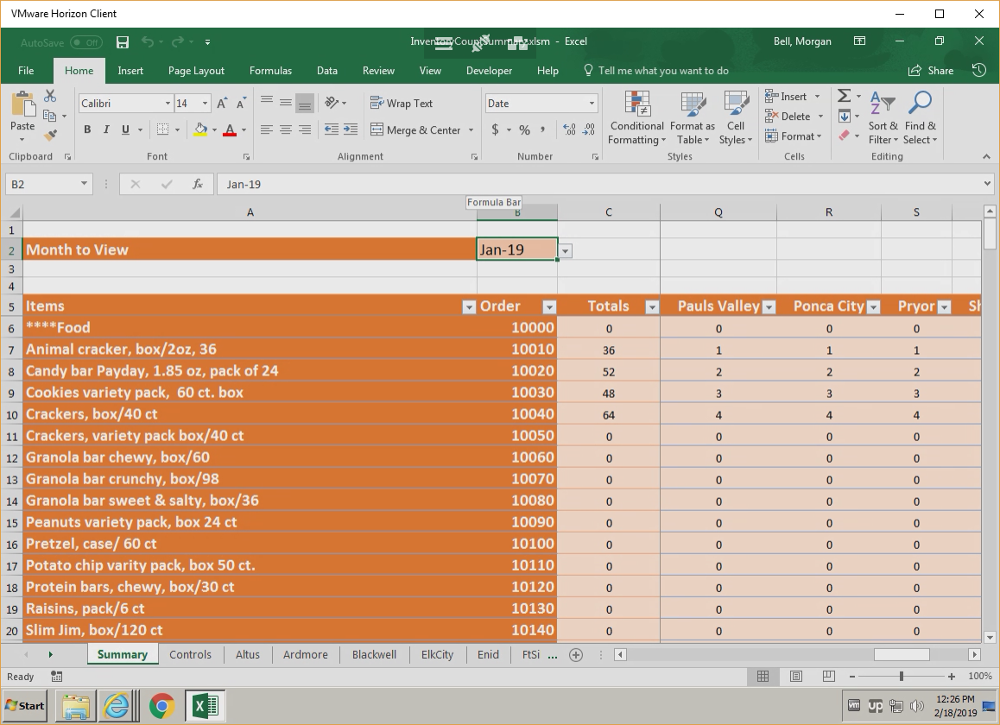 VMware Horizon Client
AutoSave Off InventoryCountSummary.xlsm - Excel Bell, Morgan
File Home Insert Page Layout Formulas Data Review View Developer Help Tell me what you want to do Share
Paste Calibri 14 Wrap Text Date Conditional Formatting Format as Table Cell Styles Insert Sort & Filter Find & Select
B I U A Merge & Center $ % , Delete
Format
Clipboard Font Alignment Number Styles Cells Editing
B2 fx Jan-19
Formula Bar
A B C Q R S
1
2 Month to View Jan-19
3
4
5 Items Order Totals Pauls Valley Ponca City Pryor Sh
6 ****Food 10000 0 0 0 0
7 Animal cracker, box/2oz, 36 10010 36 1 1 1
8 Candy bar Payday, 1.85 oz, pack of 24 10020 52 2 2 2
9 Cookies variety pack, 60 ct. box 10030 48 3 3 3
10 Crackers, box/40 ct 10040 64 4 4 4
11 Crackers, variety pack box/40 ct 10050 0 0 0 0
12 Granola bar chewy, box/60 10060 0 0 0 0
13 Granola bar crunchy, box/98 10070 0 0 0 0
14 Granola bar sweet & salty, box/36 10080 0 0 0 0
15 Peanuts variety pack, box 24 ct 10090 0 0 0 0
16 Pretzel, case/ 60 ct 10100 0 0 0 0
17 Potato chip varity pack, box 50 ct. 10110 0 0 0 0
18 Protein bars, chewy, box/30 ct 10120 0 0 0 0
19 Raisins, pack/6 ct 10130 0 0 0 0
20 Slim Jim, box/120 ct 10140 0 0 0 0
Summary Controls Altus Ardmore Blackwell ElkCity Enid FtSi ...
Ready 100%
Start vm up 12:26 PM
2/18/2019